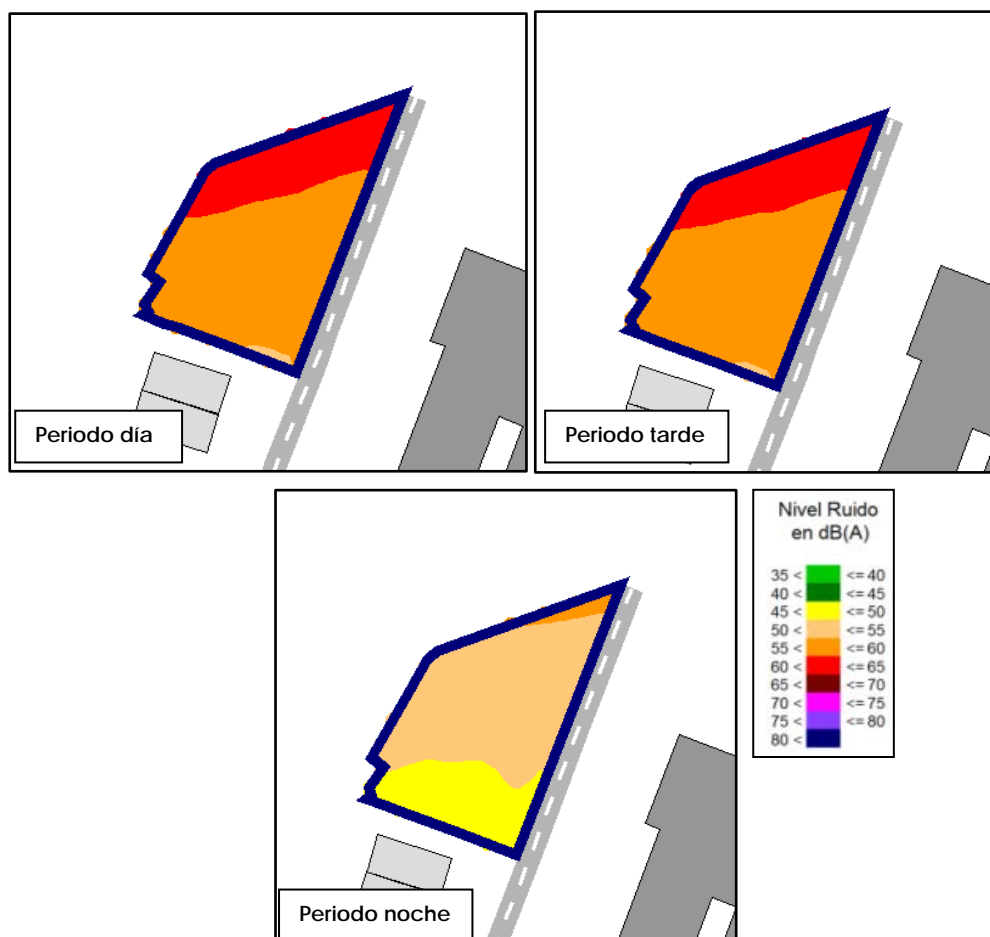 Periodo día
Periodo tarde
Periodo noche
Nivel Ruido
en dB(A)
35 < <= 40
40 < <= 45
45 < <= 50
50 < <= 55
55 < <= 60
60 < <= 65
65 < <= 70
70 < <= 75
75 < <= 80
80 <